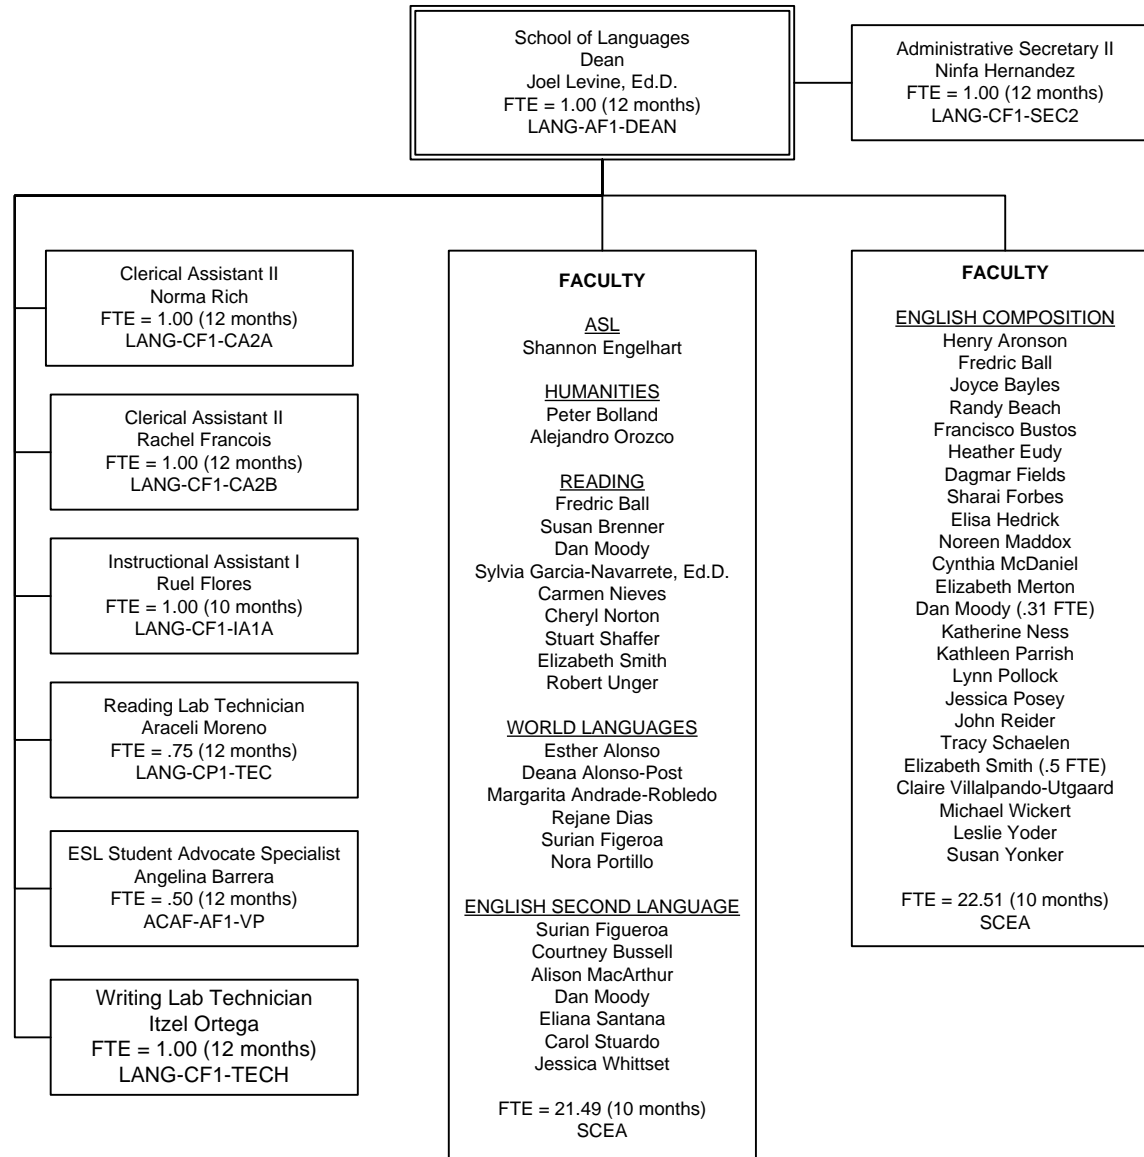 School of Languages
Dean
Joel Levine, Ed.D.
FTE = 1.00 (12 months)
LANG-AF1-DEAN
Administrative Secretary II
Ninfa Hernandez
FTE = 1.00 (12 months)
LANG-CF1-SEC2
Clerical Assistant II
Norma Rich
FTE = 1.00 (12 months)
LANG-CF1-CA2A
Clerical Assistant II
Rachel Francois
FTE = 1.00 (12 months)
LANG-CF1-CA2B
Instructional Assistant I
Ruel Flores
FTE = 1.00 (10 months)
LANG-CF1-IA1A
Reading Lab Technician
Araceli Moreno
FTE = .75 (12 months)
LANG-CP1-TEC
ESL Student Advocate Specialist
Angelina Barrera
FTE = .50 (12 months)
ACAF-AF1-VP
Writing Lab Technician
Itzel Ortega
FTE = 1.00 (12 months)
LANG-CF1-TECH
FACULTY
ASL
Shannon Engelhart
HUMANITIES
Peter Bolland
Alejandro Orozco
READING
Fredric Ball
Susan Brenner
Dan Moody
Sylvia Garcia-Navarrete, Ed.D.
Carmen Nieves
Cheryl Norton
Stuart Shaffer
Elizabeth Smith
Robert Unger
WORLD LANGUAGES
Esther Alonso
Deana Alonso-Post
Margarita Andrade-Robledo
Rejane Dias
Surian Figeroa
Nora Portillo
ENGLISH SECOND LANGUAGE
Surian Figueroa
Courtney Bussell
Alison MacArthur
Dan Moody
Eliana Santana
Carol Stuardo
Jessica Whittset
FTE = 21.49 (10 months)
SCEA
FACULTY
ENGLISH COMPOSITION
Henry Aronson
Fredric Ball
Joyce Bayles
Randy Beach
Francisco Bustos
Heather Eudy
Dagmar Fields
Sharai Forbes
Elisa Hedrick
Noreen Maddox
Cynthia McDaniel
Elizabeth Merton
Dan Moody (.31 FTE)
Katherine Ness
Kathleen Parrish
Lynn Pollock
Jessica Posey
John Reider
Tracy Schaelen
Elizabeth Smith (.5 FTE)
Claire Villalpando-Utgaard
Michael Wickert
Leslie Yoder
Susan Yonker
FTE = 22.51 (10 months)
SCEA